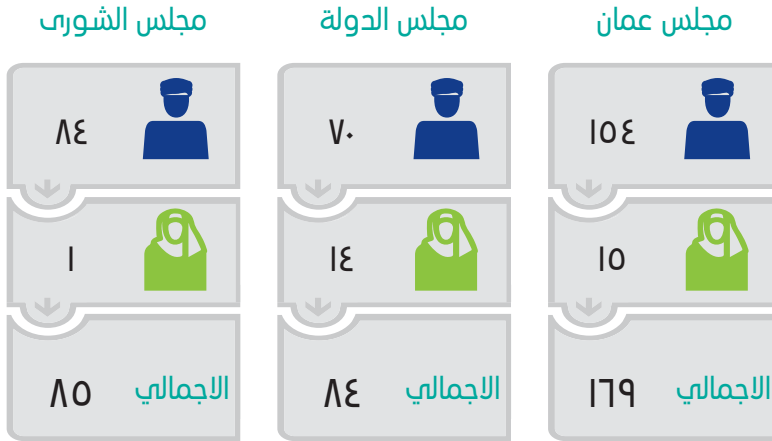 مجلس عمان
مجلس الدولة
مجلس الشورى
١٥٤
٧٠
٨٤
١٥
١٤
١
الاجمالي ١٦٩
الاجمالي ٨٤
الاجمالي ٨٥